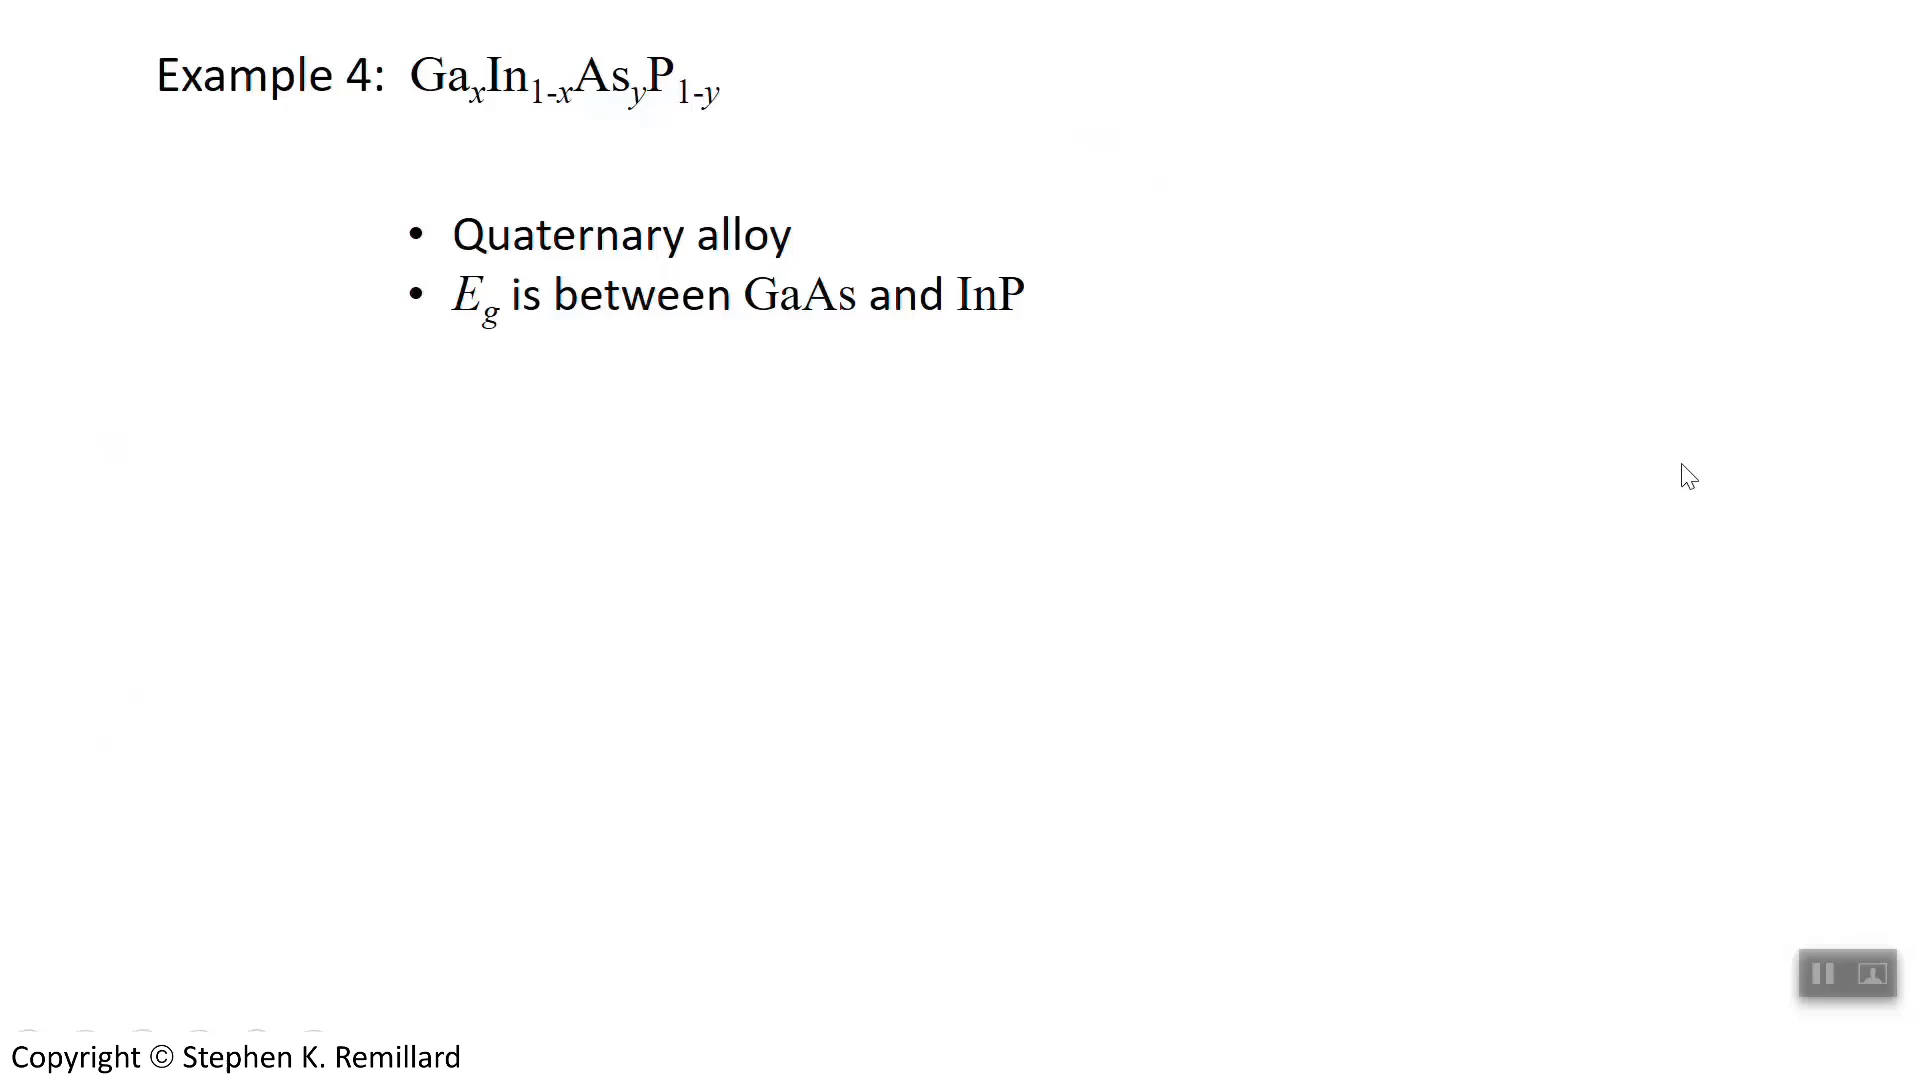 Example 4: GaₓIn₁₋ₓAsyP₁₋y
• Quaternary alloy
• Eg is between GaAs and InP
Copyright © Stephen K. Remillard